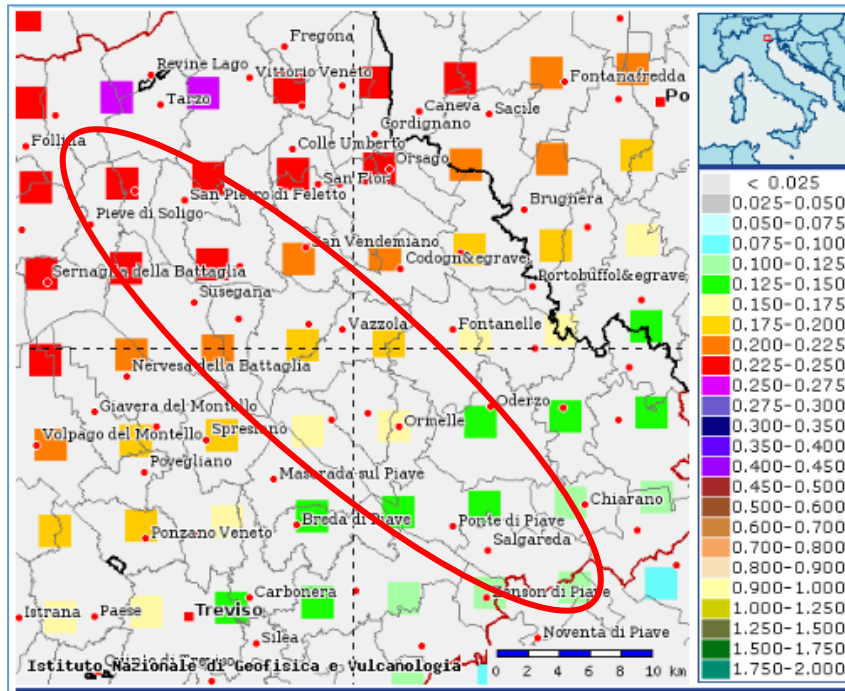 Fregona
Revine Lago
Vittorio Veneto
Fontanafredda
Tarzo
Caneva
Sacile
Po
Cordignano
Follina
Colle Umberto
Orsago
San Fior
San Pietro di Feletto
Brugnera
Pieve di Soligo
San Vendemiano
Codogn&egrave
Sernaglia della Battaglia
Portobuffol&egrave
Susegana
Vazzola
Fontanelle
Nervesa della Battaglia
Giavera del Montello
Oderzo
Volpago del Montello
Spresiano
Ormelle
Povegliano
Maserada sul Piave
Chiarano
Ponzano Veneto
Breda di Piave
Ponte di Piave
Salgareda
Carbonera
Zenson di Piave
Istrana
Paese
Treviso
Silea
Noventa di Piave
Istituto Nazionale di Geofisica e Vulcanologia
0 2 4 6 8 10 km
< 0.025
0.025-0.050
0.050-0.075
0.075-0.100
0.100-0.125
0.125-0.150
0.150-0.175
0.175-0.200
0.200-0.225
0.225-0.250
0.250-0.275
0.275-0.300
0.300-0.350
0.350-0.400
0.400-0.450
0.450-0.500
0.500-0.600
0.600-0.700
0.700-0.800
0.800-0.900
0.900-1.000
1.000-1.250
1.250-1.500
1.500-1.750
1.750-2.000